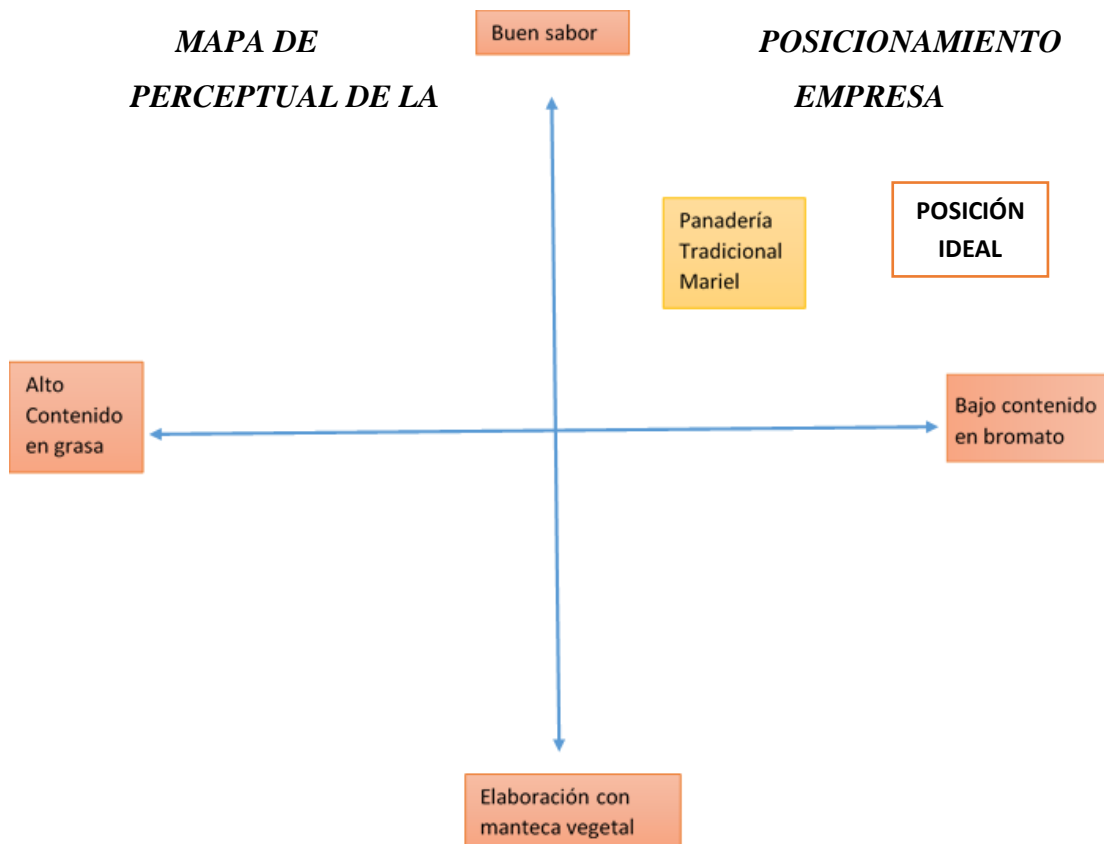 MAPA DE POSICIONAMIENTO
PERCEPTUAL DE LA EMPRESA
Buen sabor
Panadería
Tradicional
Mariel
POSICIÓN
IDEAL
Alto
Contenido
en grasa
Bajo contenido
en bromato
Elaboración con
manteca vegetal